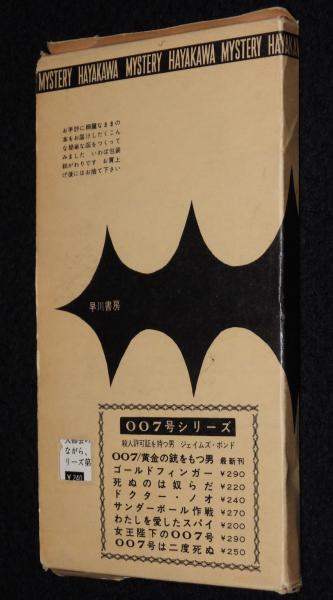 MYSTERY HAYAKAWA MYSTERY HAYAKAWA MYSTERY HAYAKAWA
お手許に綺麗なままの
本をお届けしたくこん
な簡単な函をつくって
みました いわば包装
紙がわりです お買上
げ後にはお捨て下さい
早川書房
ながら、
リーズ第
¥260
007号シリーズ
殺人許可証を持つ男 ジェイムズ・ボンド
007/黄金の銃をもつ男 最新刊
ゴールドフィンガー ¥290
死ぬのは奴らだ ¥220
ドクター・ノオ ¥240
サンダーボール作戦 ¥270
わたしを愛したスパイ ¥200
女王陛下の007号 ¥290
007号は二度死ぬ ¥250